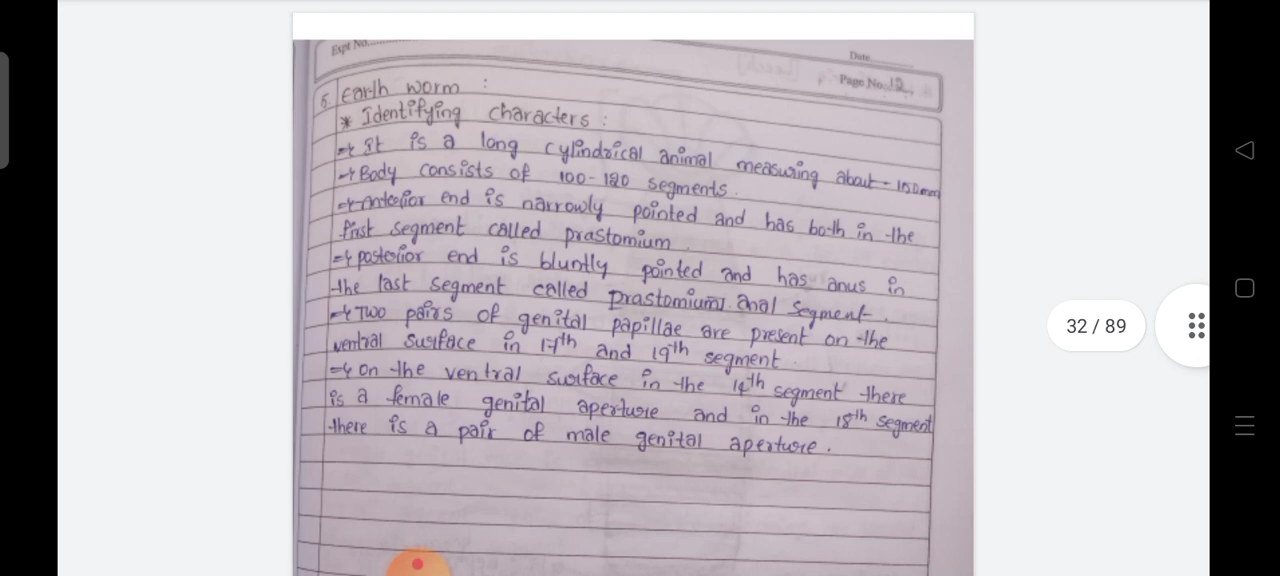 Expt No.
Date
Page No. 12
5. Earth worm :
* Identifying characters :
→ It is a long cylindrical animal measuring about - 150mm
→ Body consists of 100-120 segments.
→ Anterior end is narrowly pointed and has both in the
first segment called prastomium.
→ posterior end is bluntly pointed and has anus in
the last segment called prastomium anal segment.
→ Two pairs of genital papillae are present on the
ventral surface in 17th and 19th segment.
→ on the ventral surface in the 14th segment there
is a female genital aperture and in the 18th segment
there is a pair of male genital aperture.
32 / 89